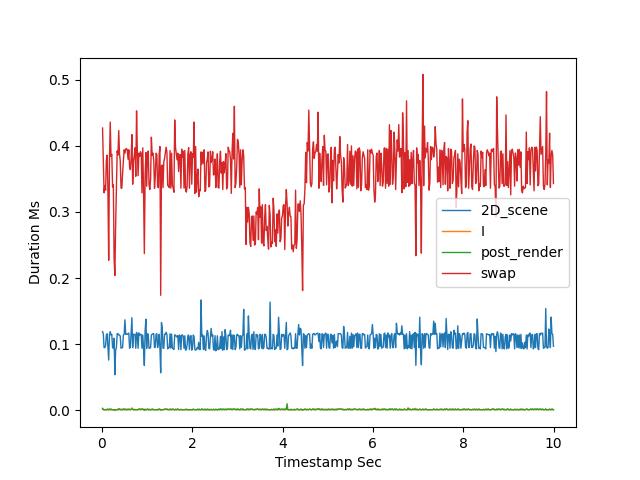 0.5
0.4
0.3
0.2
0.1
0.0
Duration Ms
2D_scene
I
post_render
swap
0 2 4 6 8 10
Timestamp Sec